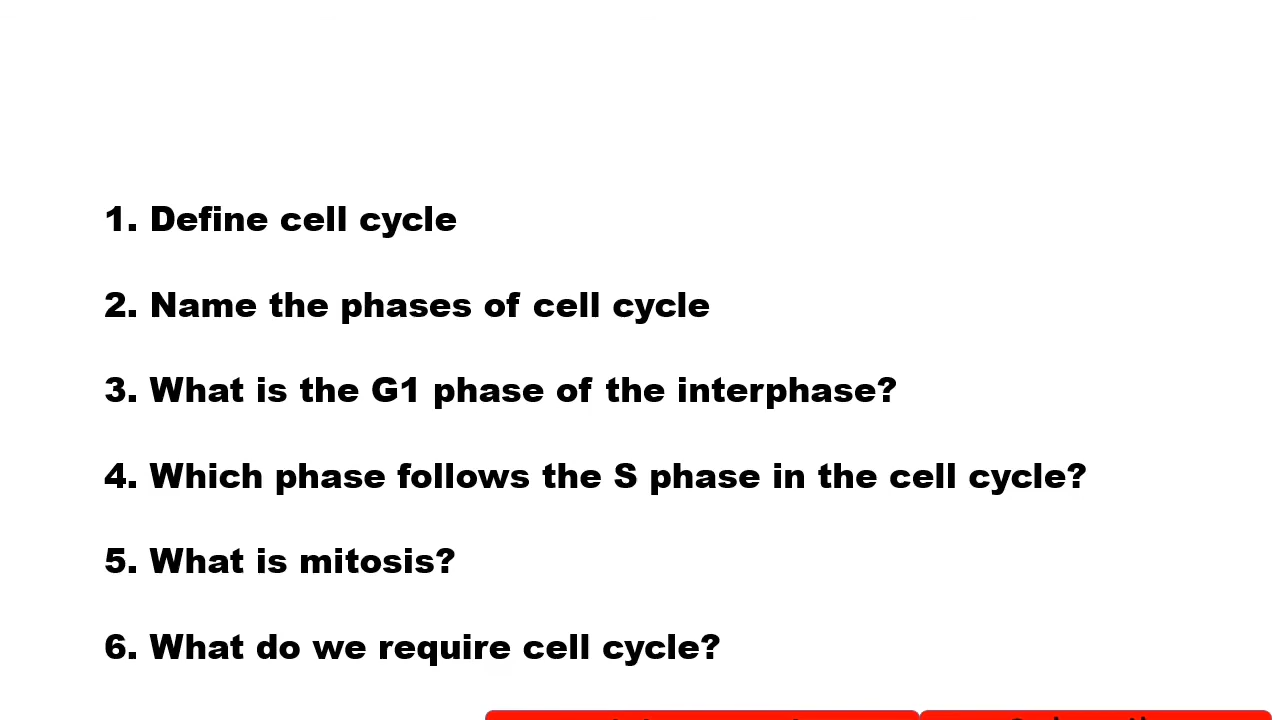 1. Define cell cycle
2. Name the phases of cell cycle
3. What is the G1 phase of the interphase?
4. Which phase follows the S phase in the cell cycle?
5. What is mitosis?
6. What do we require cell cycle?